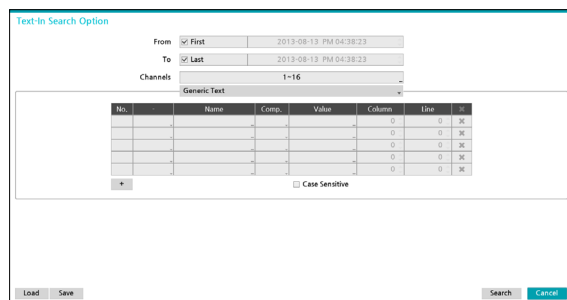 Text-In Search Option
From First 2013-08-13 PM 04:38:23
To Last 2013-08-13 PM 04:38:23
Channels 1~16
Generic Text
No. - Name Comp. Value Column Line
0 0
0 0
0 0
0 0
0 0
+ Case Sensitive
Load Save Search Cancel